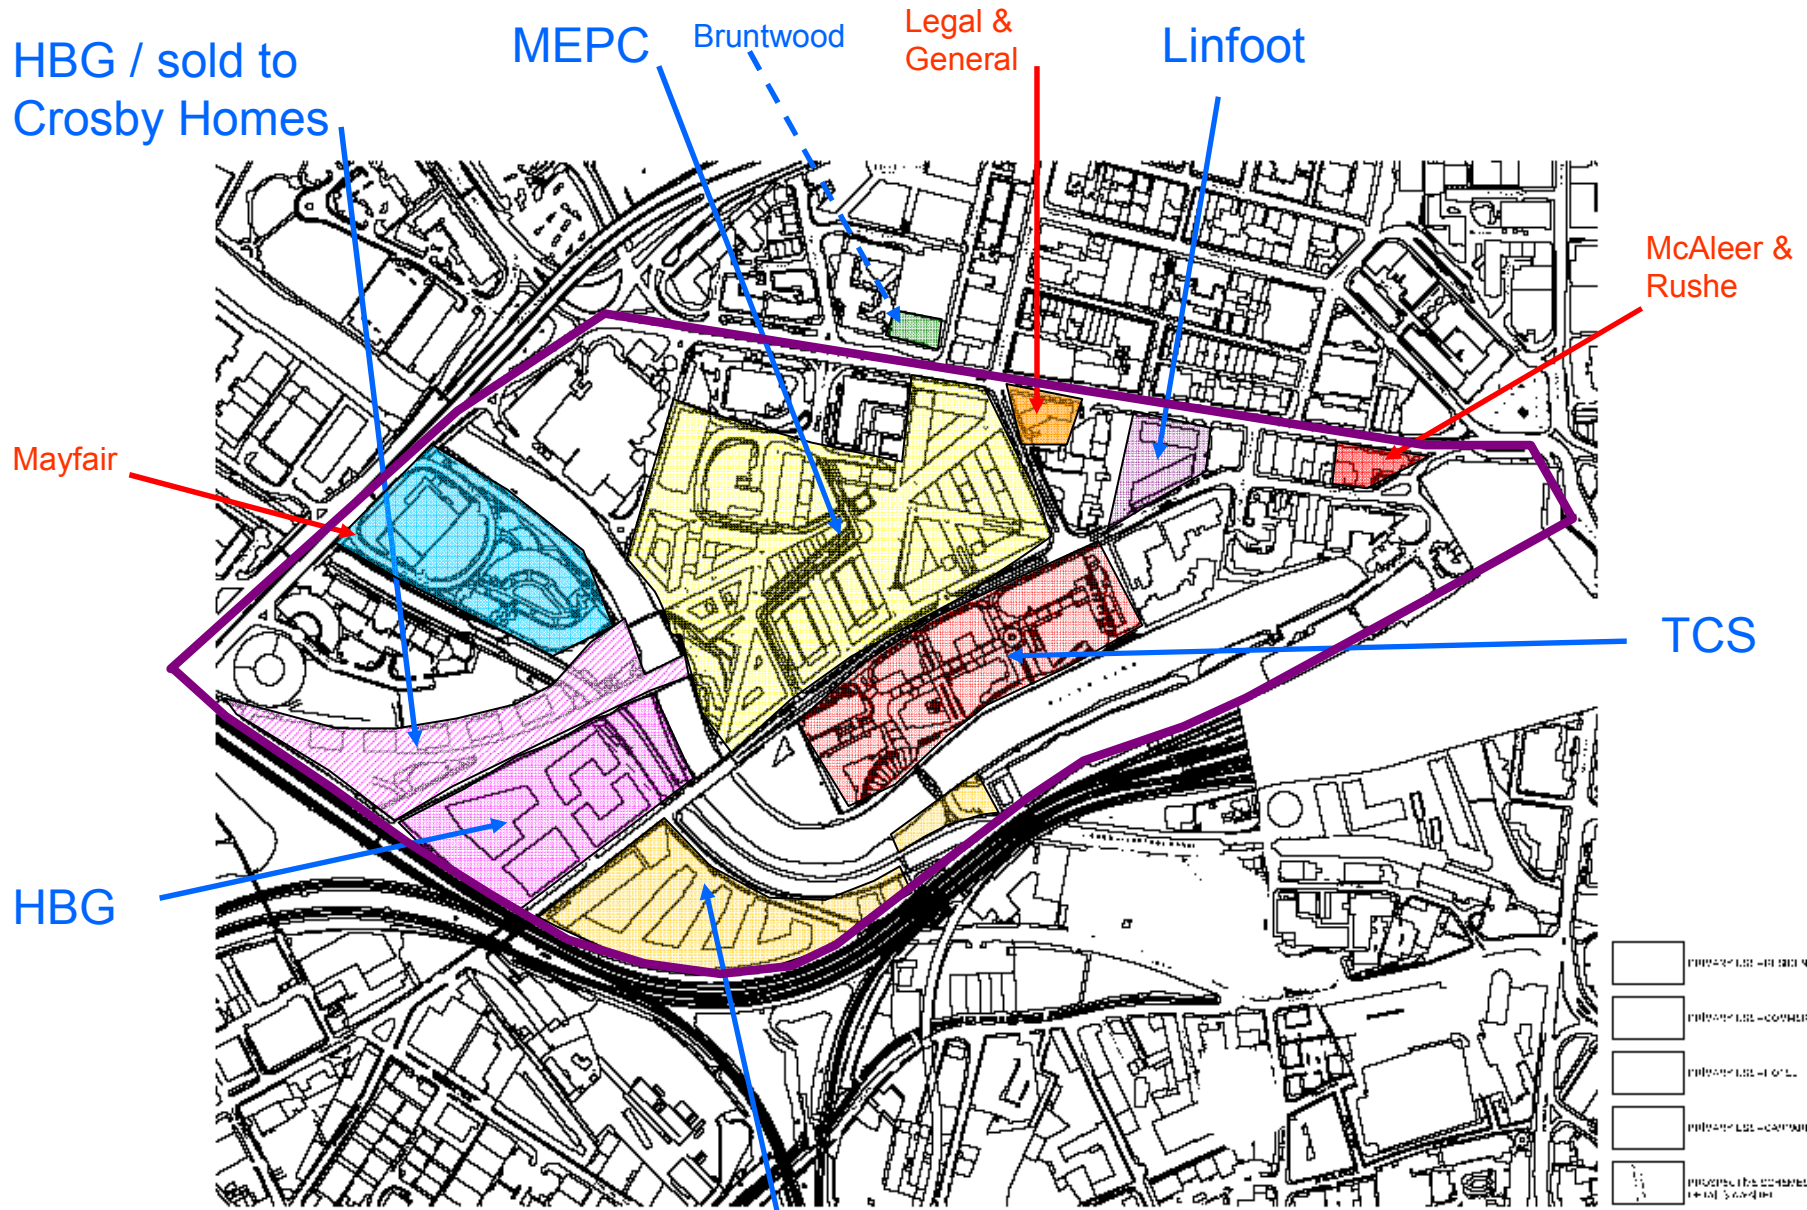 HBG / sold to
Crosby Homes
MEPC
Bruntwood
Legal &
General
Linfoot
McAleer &
Rushe
Mayfair
TCS
HBG